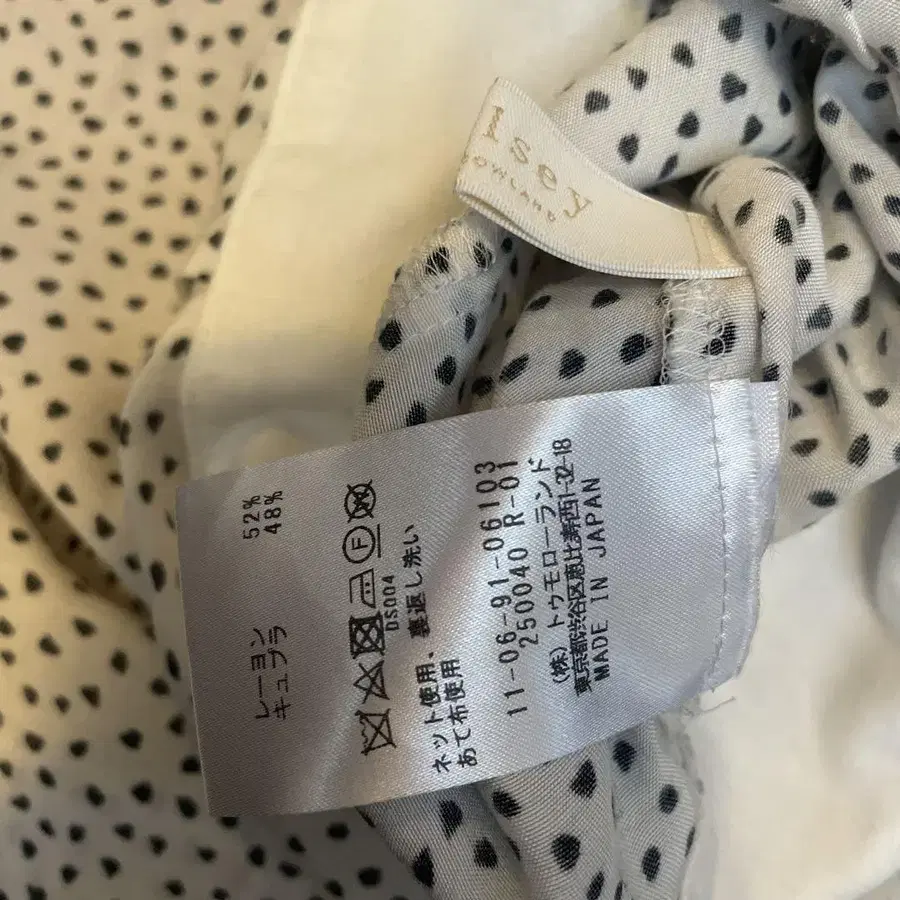 lsey
レーヨン 52%
キュプラ 48%
F
DS004
ネット使用、裏返し洗い
あて布使用
11-06-91-06103
250040 R-01
(株)トゥモローランド
東京都渋谷区恵比寿西1-32-18
MADE IN JAPAN